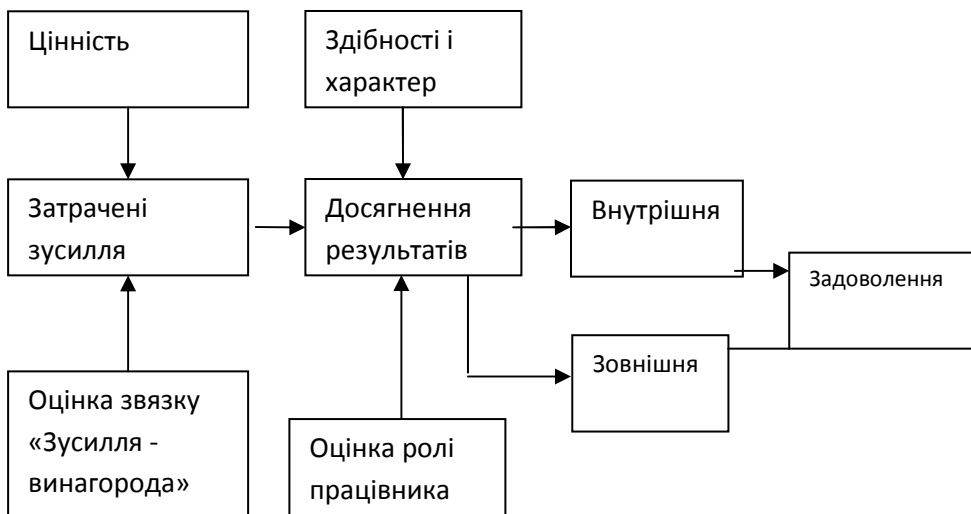 Цінність
Здібності і
характер
Затрачені
зусилля
Досягнення
результатів
Внутрішня
Задоволення
Зовнішня
Оцінка звязку
«Зусилля -
винагорода»
Оцінка ролі
працівника